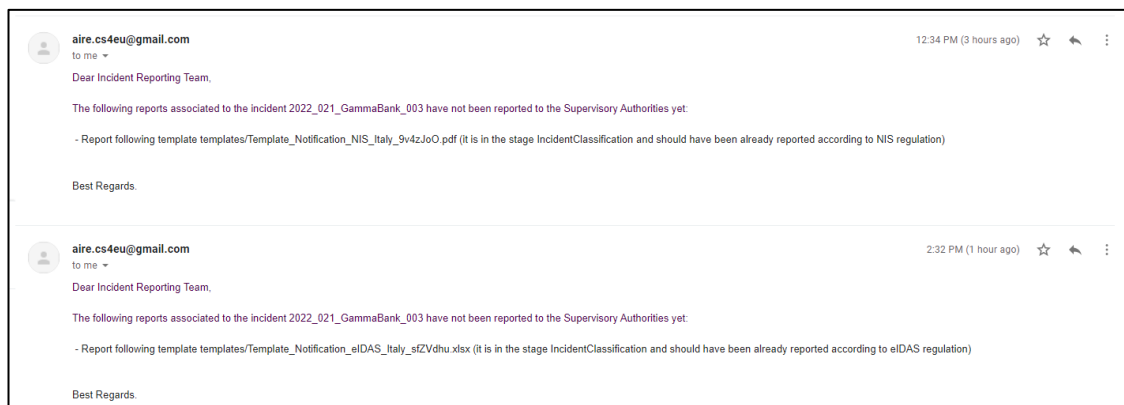 aire.cs4eu@gmail.com
12:34 PM (3 hours ago)
to me
Dear Incident Reporting Team,
The following reports associated to the incident 2022_021_GammaBank_003 have not been reported to the Supervisory Authorities yet:
- Report following template templates/Template_Notification_NIS_Italy_9v4zJoO.pdf (it is in the stage IncidentClassification and should have been already reported according to NIS regulation)
Best Regards.
aire.cs4eu@gmail.com
2:32 PM (1 hour ago)
to me
Dear Incident Reporting Team,
The following reports associated to the incident 2022_021_GammaBank_003 have not been reported to the Supervisory Authorities yet:
- Report following template templates/Template_Notification_eIDAS_Italy_sfZVdhu.xlsx (it is in the stage IncidentClassification and should have been already reported according to eIDAS regulation)
Best Regards.